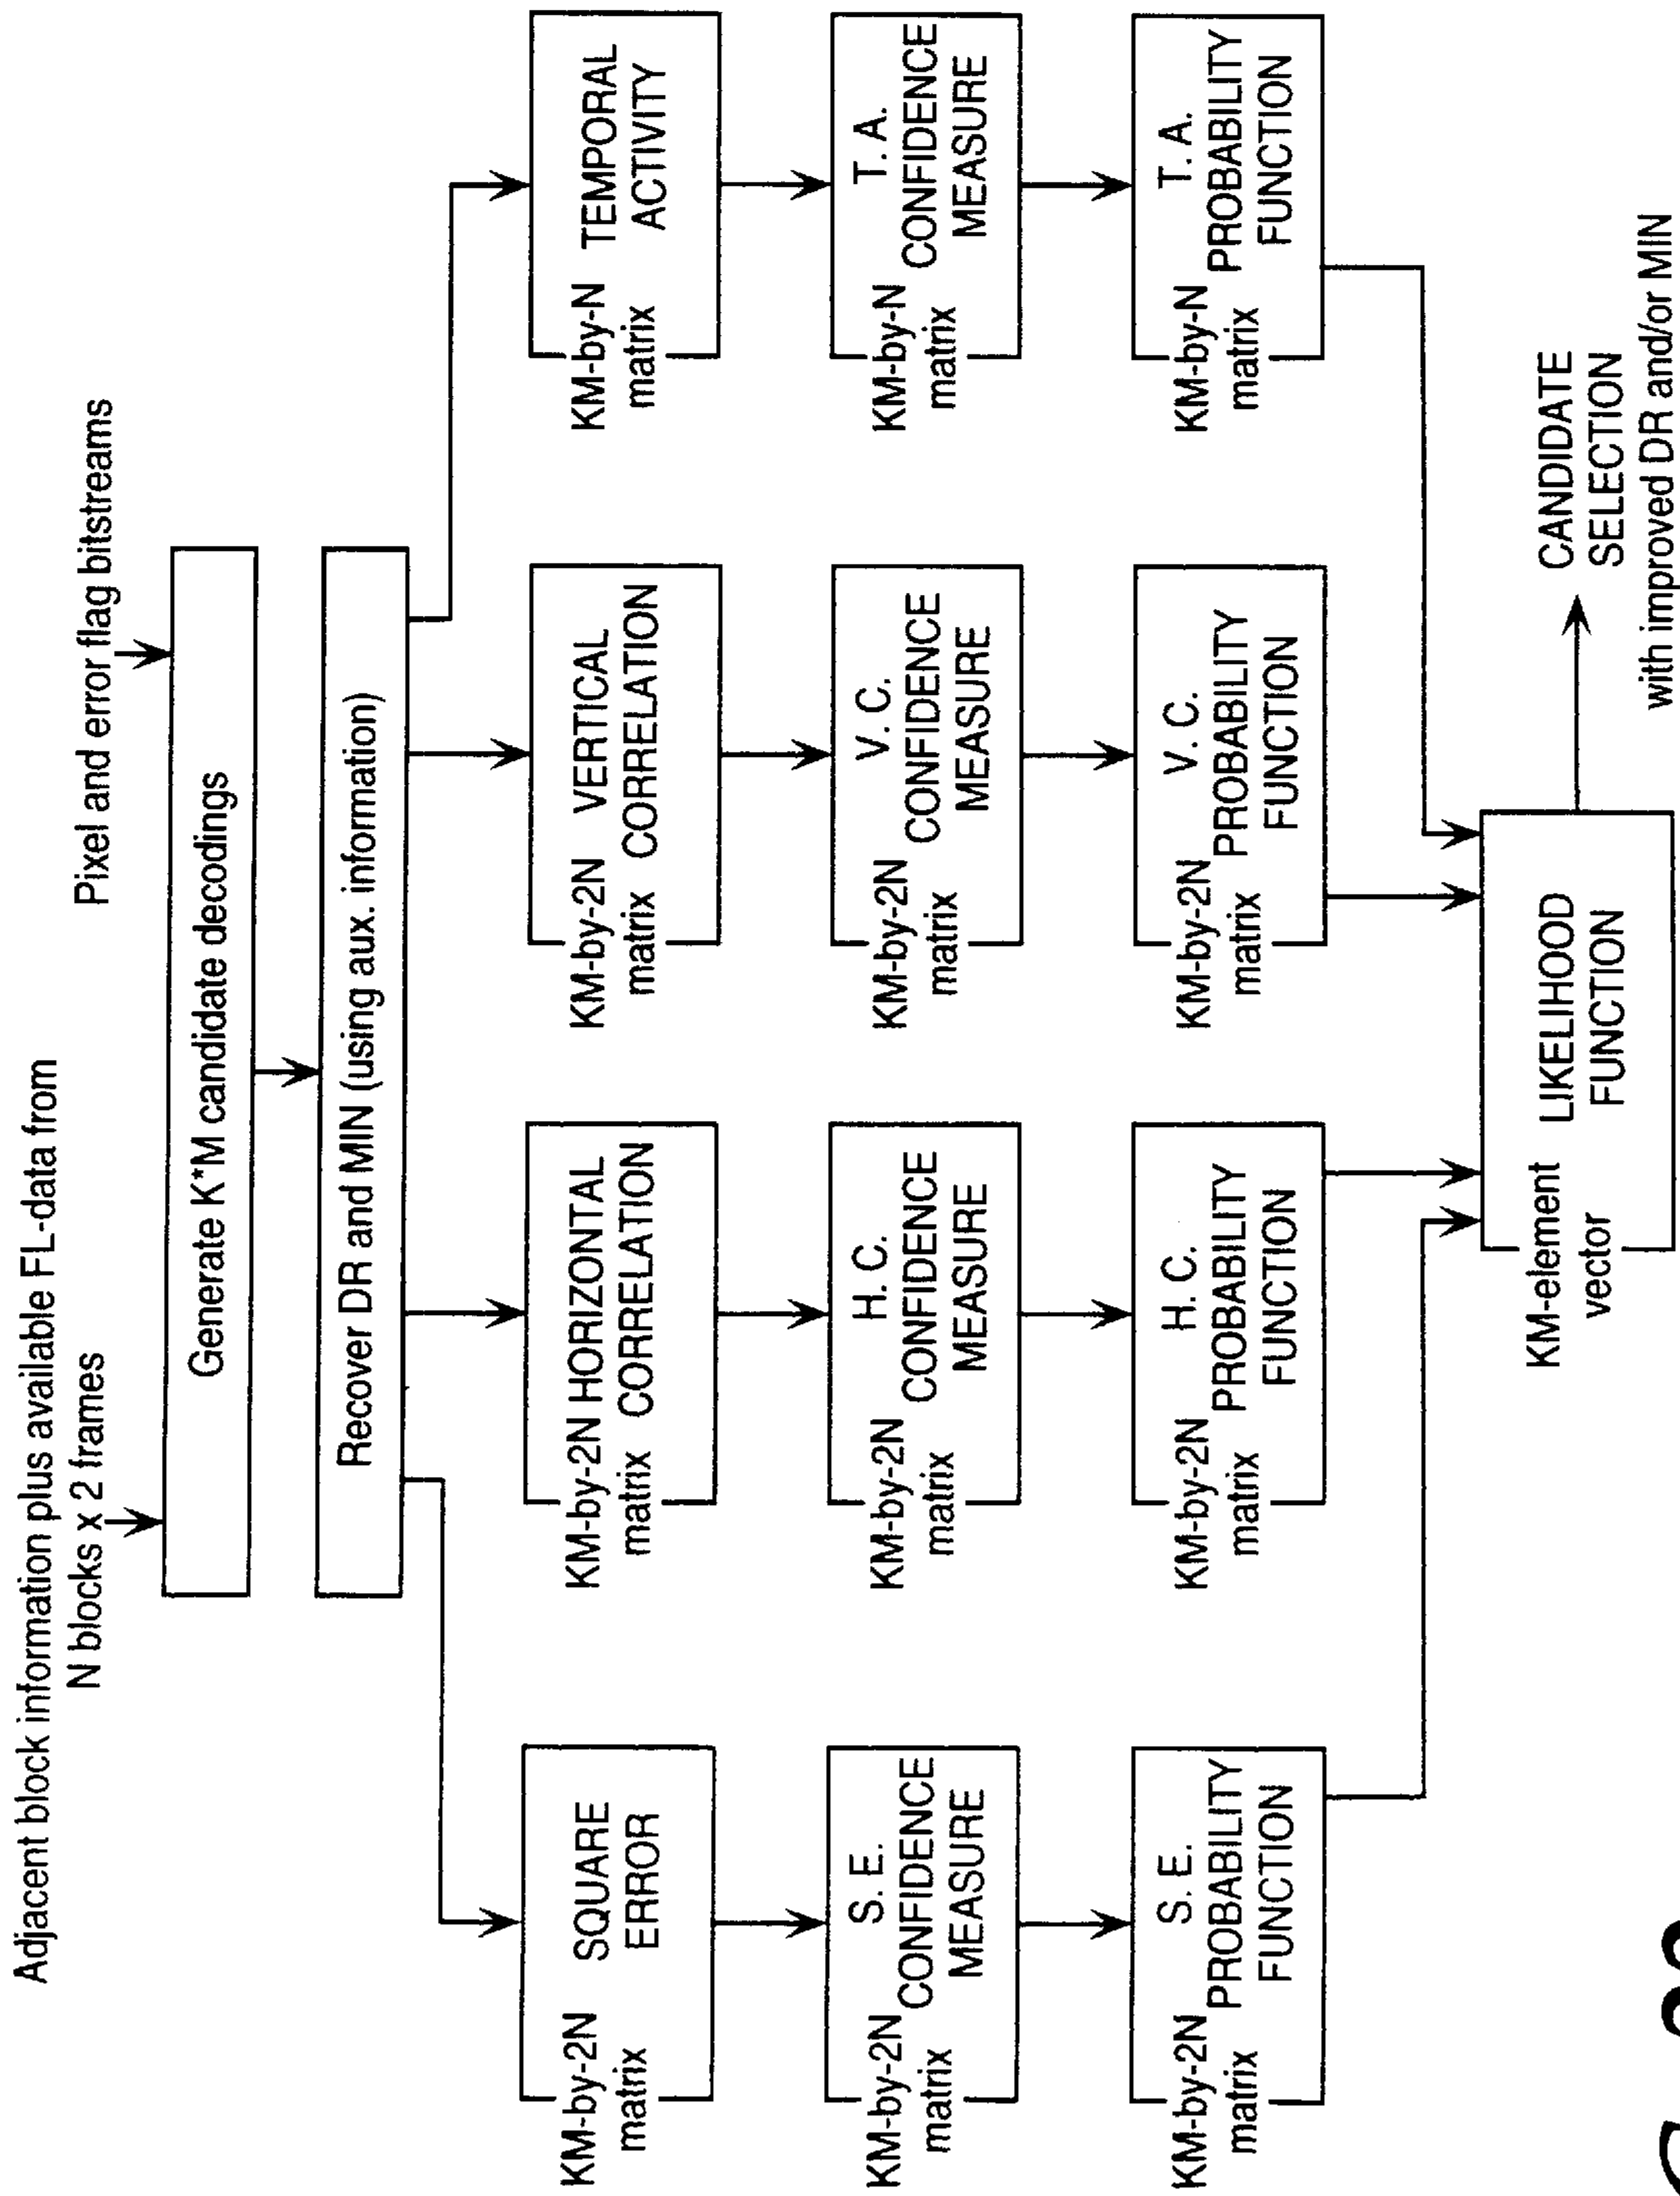 Adjacent block information plus available FL-data from
N blocks x 2 frames
Pixel and error flag bitstreams
Generate K*M candidate decodings
Recover DR and MIN (using aux. information)
KM-by-2N
matrix
SQUARE
ERROR
KM-by-2N
matrix
HORIZONTAL
CORRELATION
KM-by-2N
matrix
VERTICAL
CORRELATION
KM-by-N
matrix
TEMPORAL
ACTIVITY
KM-by-2N
matrix
S. E.
CONFIDENCE
MEASURE
KM-by-2N
matrix
H. C.
CONFIDENCE
MEASURE
KM-by-2N
matrix
V. C.
CONFIDENCE
MEASURE
KM-by-N
matrix
T. A.
CONFIDENCE
MEASURE
KM-by-2N
matrix
S. E.
PROBABILITY
FUNCTION
KM-by-2N
matrix
H. C.
PROBABILITY
FUNCTION
KM-by-2N
matrix
V. C.
PROBABILITY
FUNCTION
KM-by-N
matrix
T. A.
PROBABILITY
FUNCTION
KM-element
vector
LIKELIHOOD
FUNCTION
CANDIDATE
SELECTION
with improved DR and/or MIN